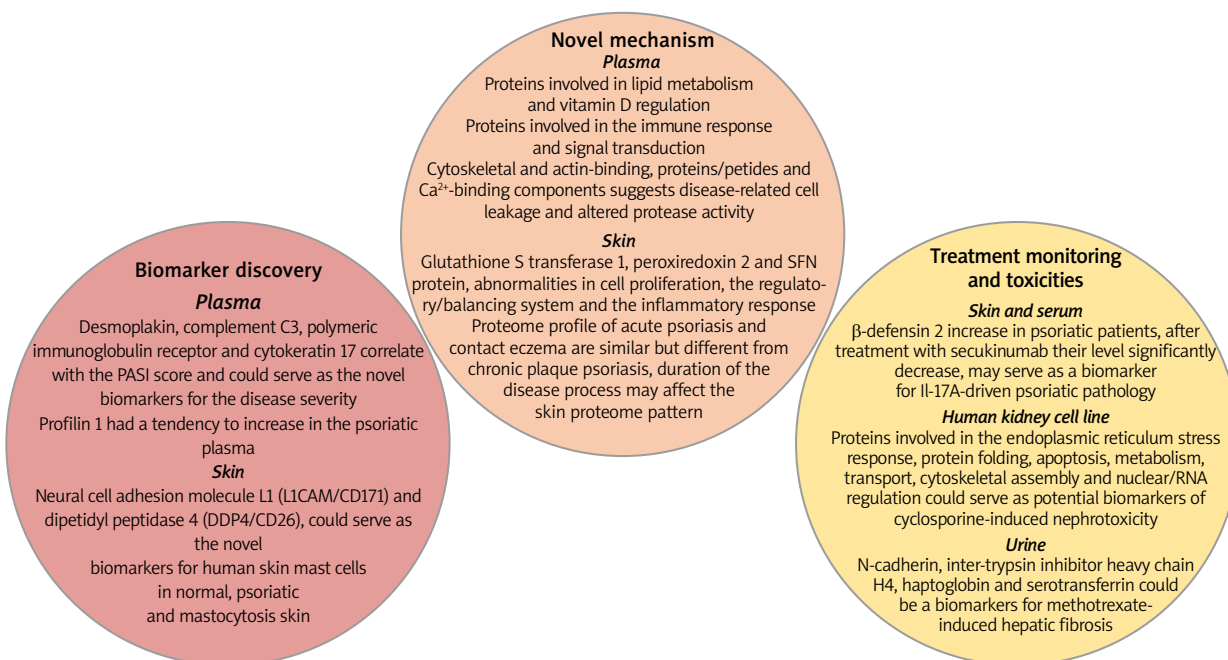 Novel mechanism
Plasma
Proteins involved in lipid metabolism
and vitamin D regulation
Proteins involved in the immune response
and signal transduction
Cytoskeletal and actin-binding, proteins/petides and
Ca²⁺-binding components suggests disease-related cell
leakage and altered protease activity
Skin
Glutathione S transferase 1, peroxiredoxin 2 and SFN
protein, abnormalities in cell proliferation, the regulato-
ry/balancing system and the inflammatory response
Proteome profile of acute psoriasis and
contact eczema are similar but different from
chronic plaque psoriasis, duration of the
disease process may affect the
skin proteome pattern
Biomarker discovery
Plasma
Desmoplakin, complement C3, polymeric
immunoglobulin receptor and cytokeratin 17 correlate
with the PASI score and could serve as the novel
biomarkers for the disease severity
Profilin 1 had a tendency to increase in the psoriatic
plasma
Skin
Neural cell adhesion molecule L1 (L1CAM/CD171) and
dipetidyl peptidase 4 (DDP4/CD26), could serve as
the novel
biomarkers for human skin mast cells
in normal, psoriatic
and mastocytosis skin
Treatment monitoring
and toxicities
Skin and serum
β-defensin 2 increase in psoriatic patients, after
treatment with secukinumab their level significantly
decrease, may serve as a biomarker
for Il-17A-driven psoriatic pathology
Human kidney cell line
Proteins involved in the endoplasmic reticulum stress
response, protein folding, apoptosis, metabolism,
transport, cytoskeletal assembly and nuclear/RNA
regulation could serve as potential biomarkers of
cyclosporine-induced nephrotoxicity
Urine
N-cadherin, inter-trypsin inhibitor heavy chain
H4, haptoglobin and serotransferrin could
be a biomarkers for methotrexate-
induced hepatic fibrosis